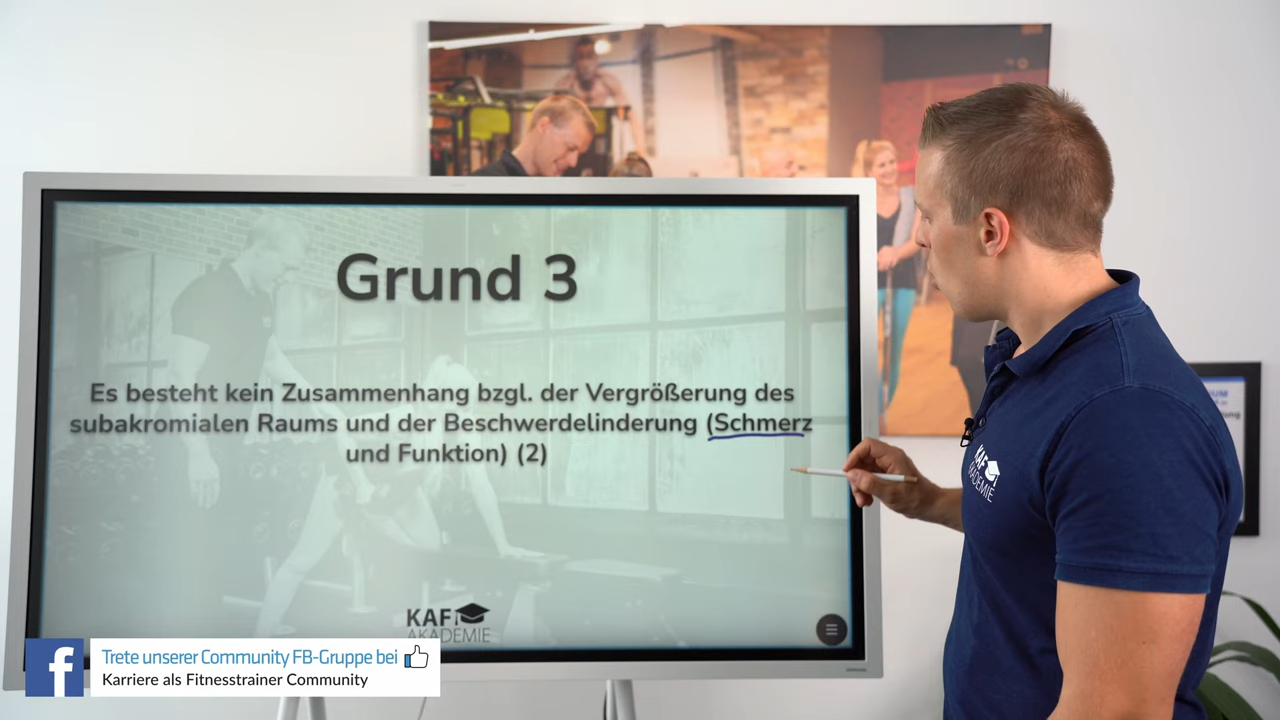 Grund 3
Es besteht kein Zusammenhang bzgl. der Vergrößerung des
subakromialen Raums und der Beschwerdelinderung (Schmerz
und Funktion) (2)
KAF
AKADEMIE
KAF
AKADEMIE
Trete unserer Community FB-Gruppe bei
Karriere als Fitnesstrainer Community